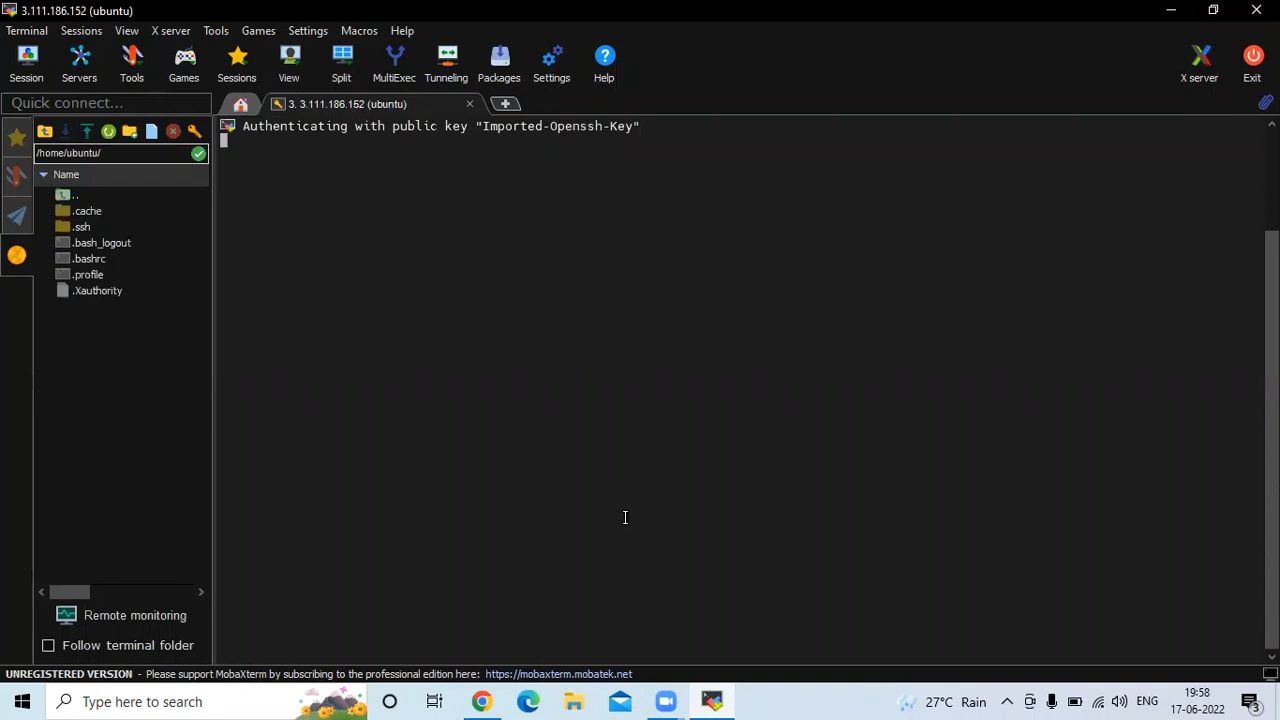 3.111.186.152 (ubuntu)
Terminal Sessions View X server Tools Games Settings Macros Help
Session Servers Tools Games Sessions View Split MultiExec Tunneling Packages Settings Help X server Exit
Quick connect...
3. 3.111.186.152 (ubuntu)
Authenticating with public key "Imported-Openssh-Key"
/home/ubuntu/
Name
..
.cache
.ssh
.bash_logout
.bashrc
.profile
.Xauthority
Remote monitoring
Follow terminal folder
UNREGISTERED VERSION - Please support MobaXterm by subscribing to the professional edition here: https://mobaxterm.mobatek.net
Type here to search
27°C Rain
ENG
19:58
17-06-2022
3